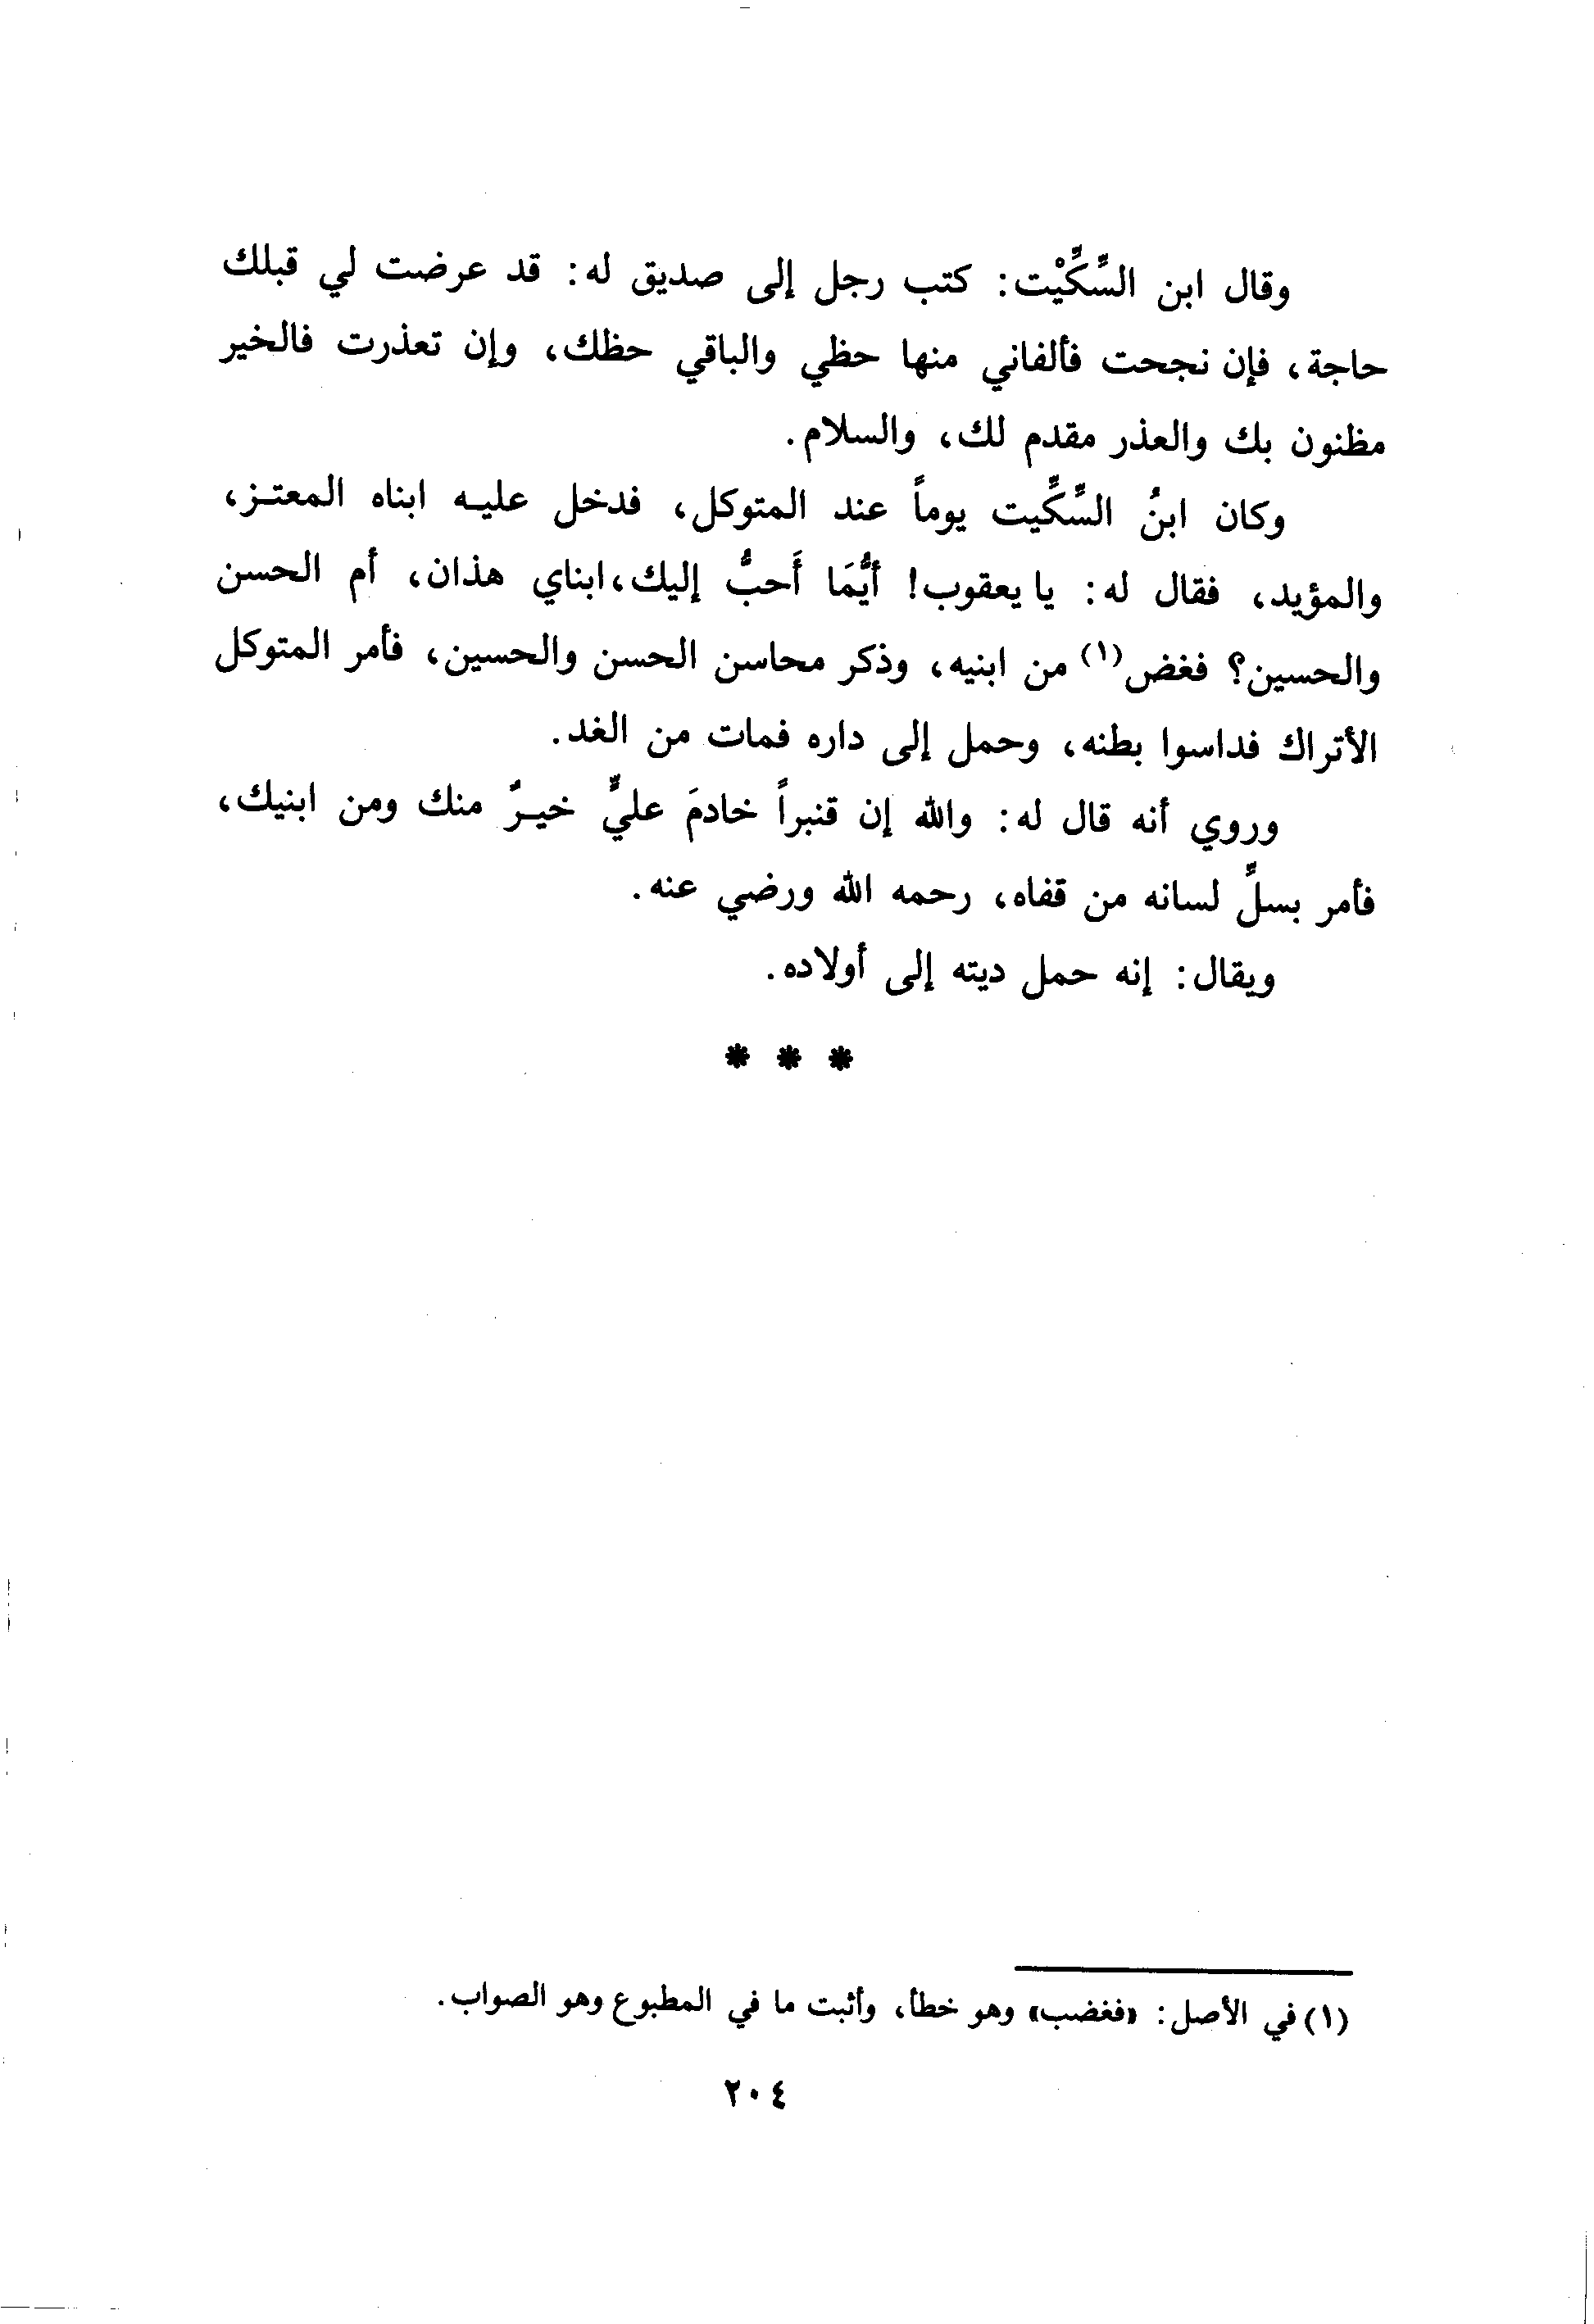 وقال ابن السِّكِّيْت: كتب رجل إلى صديق له: قد عرضت لي قبلك
حاجة، فإن نجحت فألفاني منها حظي والباقي حظك، وإن تعذرت فالخير
مظنون بك والعذر مقدم لك، والسلام.
وكان ابنُ السِّكِّيت يوماً عند المتوكل، فدخل عليه ابناه المعتز،
والمؤيد، فقال له: يا يعقوب! أَيُّمَا أَحبُّ إليك، ابناي هذان، أم الحسن
والحسين؟ فغض(١) من ابنيه، وذكر محاسن الحسن والحسين، فأمر المتوكل
الأتراك فداسوا بطنه، وحمل إلى داره فمات من الغد.
وروي أنه قال له: والله إن قنبراً خادمَ عليٍّ خيرٌ منك ومن ابنيك،
فأمر بسلِّ لسانه من قفاه، رحمه الله ورضي عنه.
ويقال: إنه حمل ديته إلى أولاده.
* * *
(١) في الأصل: «فغضب» وهو خطأ، وأثبت ما في المطبوع وهو الصواب.
٢٠٤